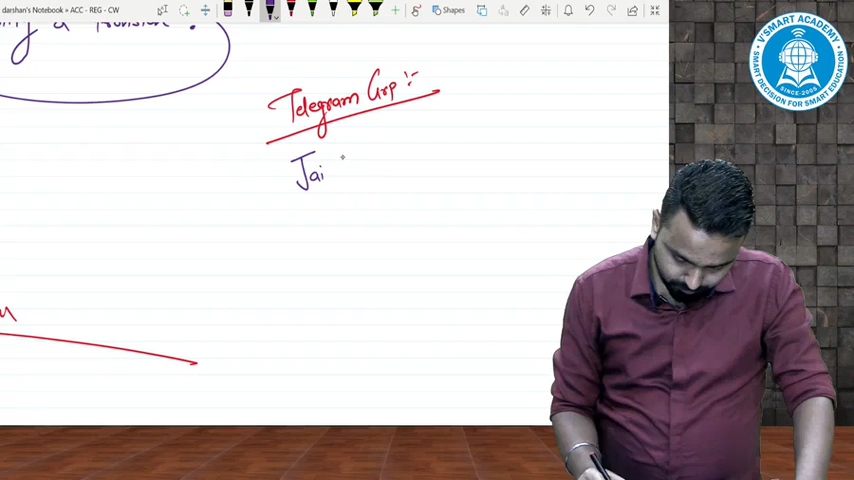 darshan's Notebook » ACC - REG - CW
Shapes
Telegram Grp :-
Jai
V'SMART ACADEMY
SMART DECISION FOR SMART EDUCATION
SINCE-2005